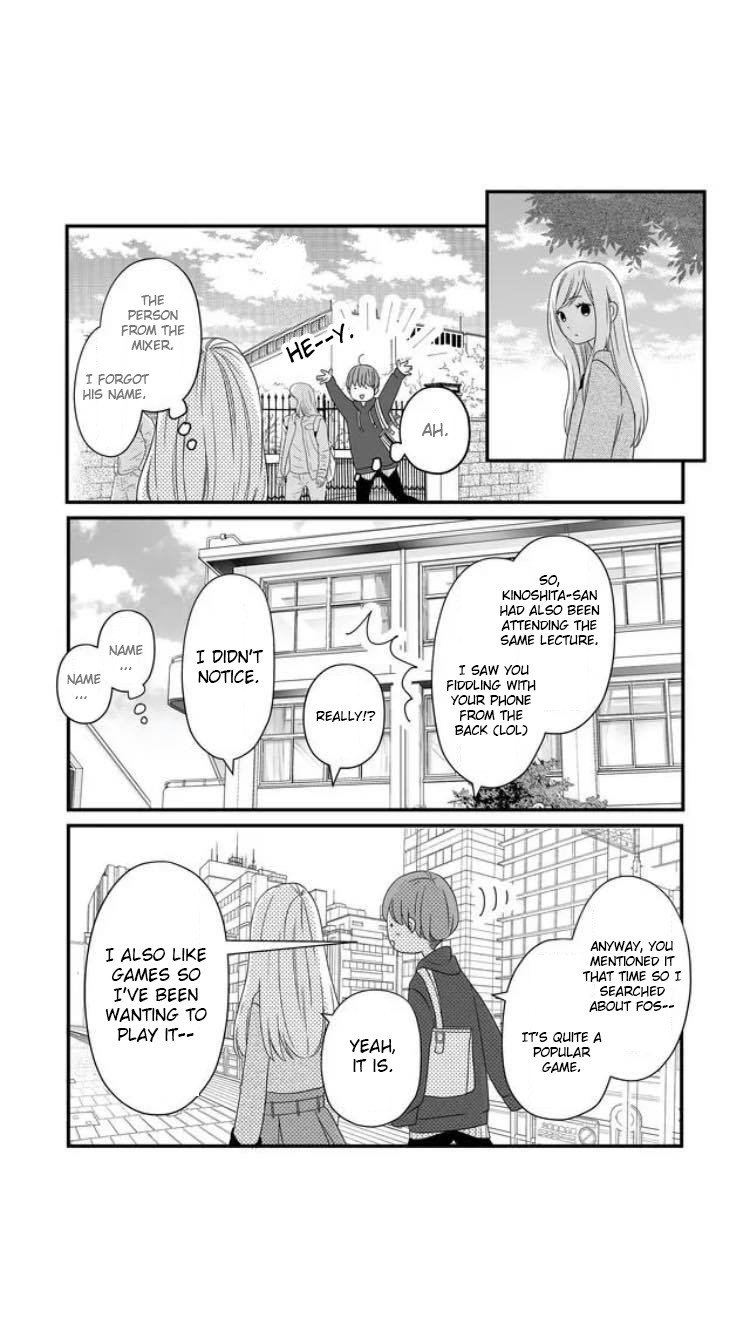 HE--Y.
AH.
THE
PERSON
FROM THE
MIXER.
I FORGOT
HIS NAME.
SO,
KINOSHITA-SAN
HAD ALSO BEEN
ATTENDING THE
SAME LECTURE.
I SAW YOU
FIDDLING WITH
YOUR PHONE
FROM THE
BACK (LOL)
REALLY!?
I DIDN'T
NOTICE.
NAME
...
NAME
...
ANYWAY, YOU
MENTIONED IT
THAT TIME SO I
SEARCHED
ABOUT FOS--
IT'S QUITE A
POPULAR
GAME.
YEAH,
IT IS.
I ALSO LIKE
GAMES SO
I'VE BEEN
WANTING TO
PLAY IT--